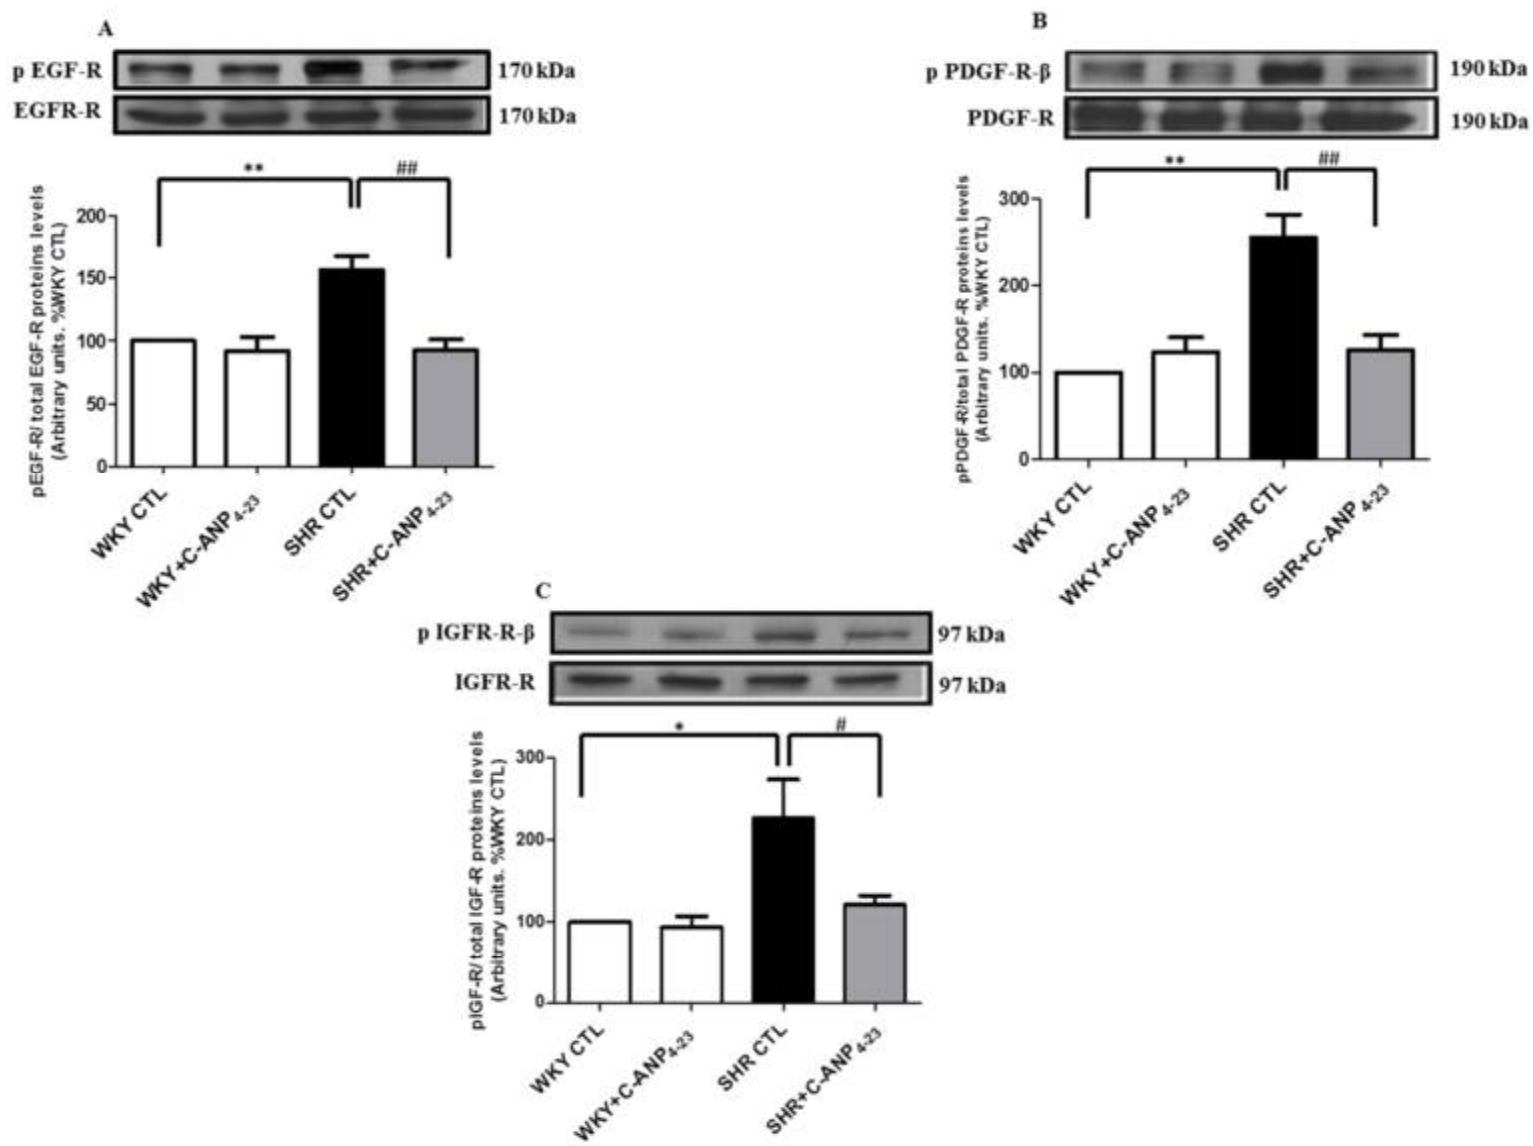 A
p EGF-R
170 kDa
EGFR-R
170 kDa
** ##
pEGF-R/ total EGF-R proteins levels
(Arbitrary units. %WKY CTL)
200
150
100
50
0
WKY CTL
WKY+C-ANP4-23
SHR CTL
SHR+C-ANP4-23
B
p PDGF-R-β
190 kDa
PDGF-R
190 kDa
** ##
pPDGF-R/total PDGF-R proteins levels
(Arbitrary units. %WKY CTL)
300
200
100
0
WKY CTL
WKY+C-ANP4-23
SHR CTL
SHR+C-ANP4-23
C
p IGFR-R-β
97 kDa
IGFR-R
97 kDa
* #
pIGF-R/ total IGF-R proteins levels
(Arbitrary units. %WKY CTL)
300
200
100
0
WKY CTL
WKY+C-ANP4-23
SHR CTL
SHR+C-ANP4-23